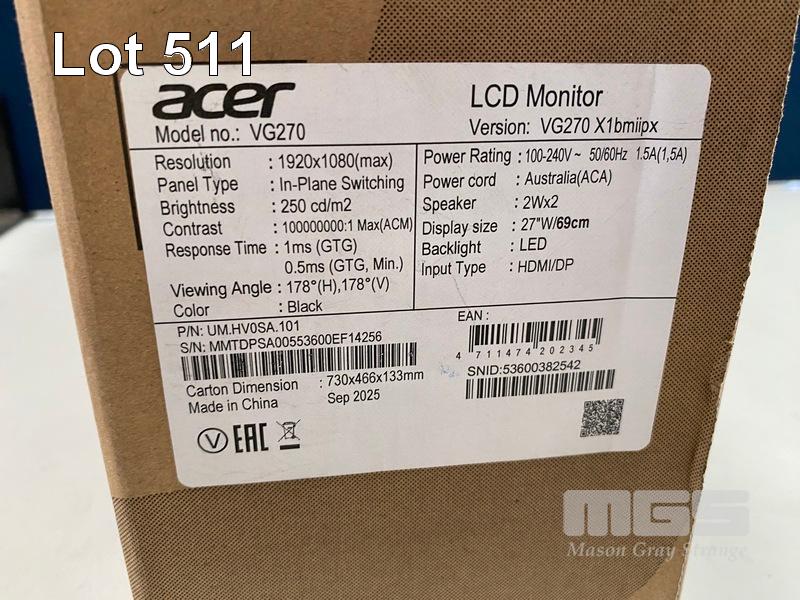 Lot 511
acer
LCD Monitor
Model no.: VG270
Version: VG270 X1bmiipx
Resolution : 1920x1080(max)
Panel Type : In-Plane Switching
Brightness : 250 cd/m2
Contrast : 100000000:1 Max(ACM)
Response Time : 1ms (GTG)
0.5ms (GTG, Min.)
Viewing Angle : 178°(H),178°(V)
Color : Black
Power Rating : 100-240V~ 50/60Hz 1.5A(1,5A)
Power cord : Australia(ACA)
Speaker : 2Wx2
Display size : 27"W/69cm
Backlight : LED
Input Type : HDMI/DP
P/N: UM.HV0SA.101
S/N: MMTDPSA00553600EF14256
Carton Dimension : 730x466x133mm
Made in China Sep 2025
EAN :
4 711474 202345
SNID:53600382542
V EAC
MGS
Mason Gray Strange